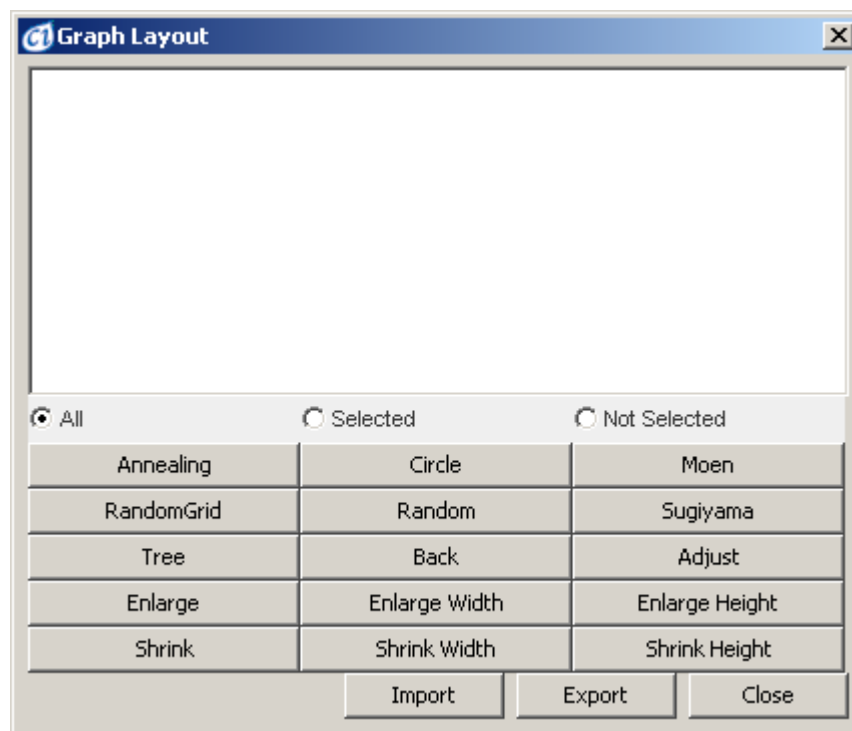 Graph Layout
All Selected Not Selected
Annealing Circle Moen
RandomGrid Random Sugiyama
Tree Back Adjust
Enlarge Enlarge Width Enlarge Height
Shrink Shrink Width Shrink Height
Import Export Close